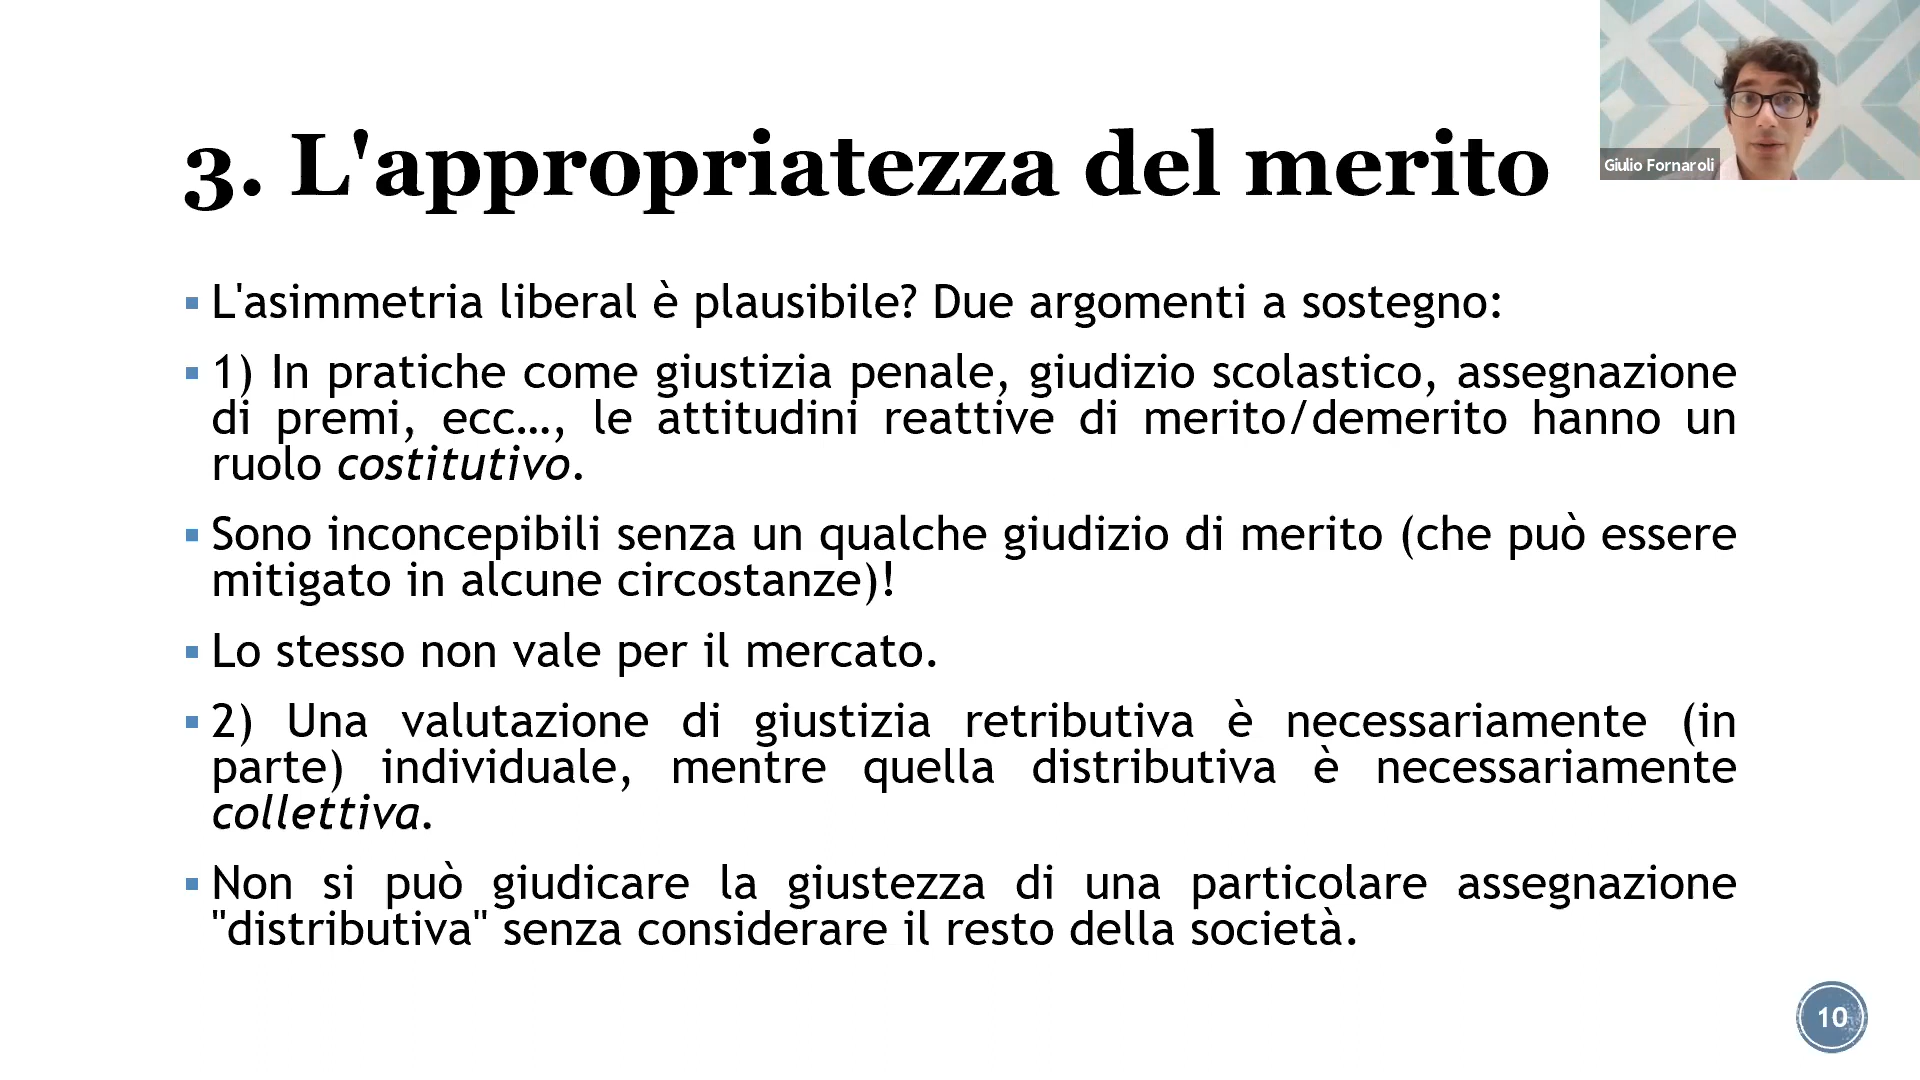 3. L'appropriatezza del merito
Giulio Fornaroli
▪ L'asimmetria liberal è plausibile? Due argomenti a sostegno:
▪ 1) In pratiche come giustizia penale, giudizio scolastico, assegnazione
di premi, ecc…, le attitudini reattive di merito/demerito hanno un
ruolo costitutivo.
▪ Sono inconcepibili senza un qualche giudizio di merito (che può essere
mitigato in alcune circostanze)!
▪ Lo stesso non vale per il mercato.
▪ 2) Una valutazione di giustizia retributiva è necessariamente (in
parte) individuale, mentre quella distributiva è necessariamente
collettiva.
▪ Non si può giudicare la giustezza di una particolare assegnazione
"distributiva" senza considerare il resto della società.
10